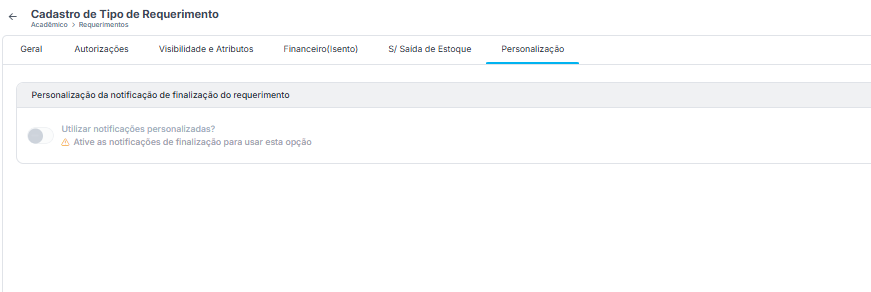 Cadastro de Tipo de Requerimento
Acadêmico > Requerimentos
Geral Autorizações Visibilidade e Atributos Financeiro(Isento) S/ Saída de Estoque Personalização
Personalização da notificação de finalização do requerimento
Utilizar notificações personalizadas?
Ative as notificações de finalização para usar esta opção